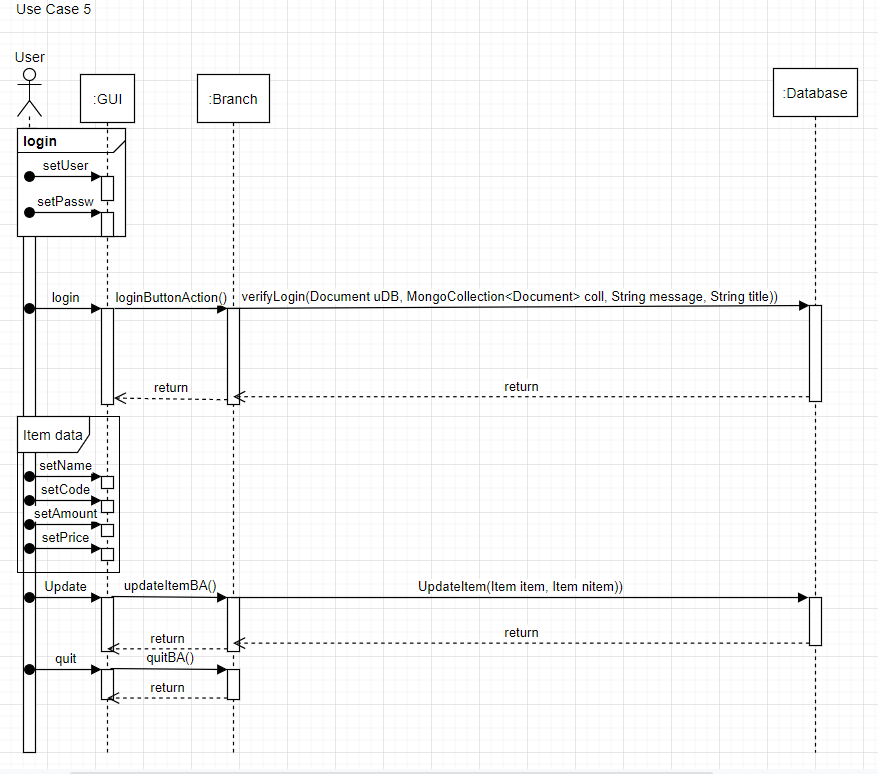 Use Case 5
User
:GUI
:Branch
:Database
login
setUser
setPassw
login
loginButtonAction()
verifyLogin(Document uDB, MongoCollection<Document> coll, String message, String title))
return
return
Item data
setName
setCode
setAmount
setPrice
Update
updateItemBA()
UpdateItem(Item item, Item nitem))
return
return
quit
quitBA()
return